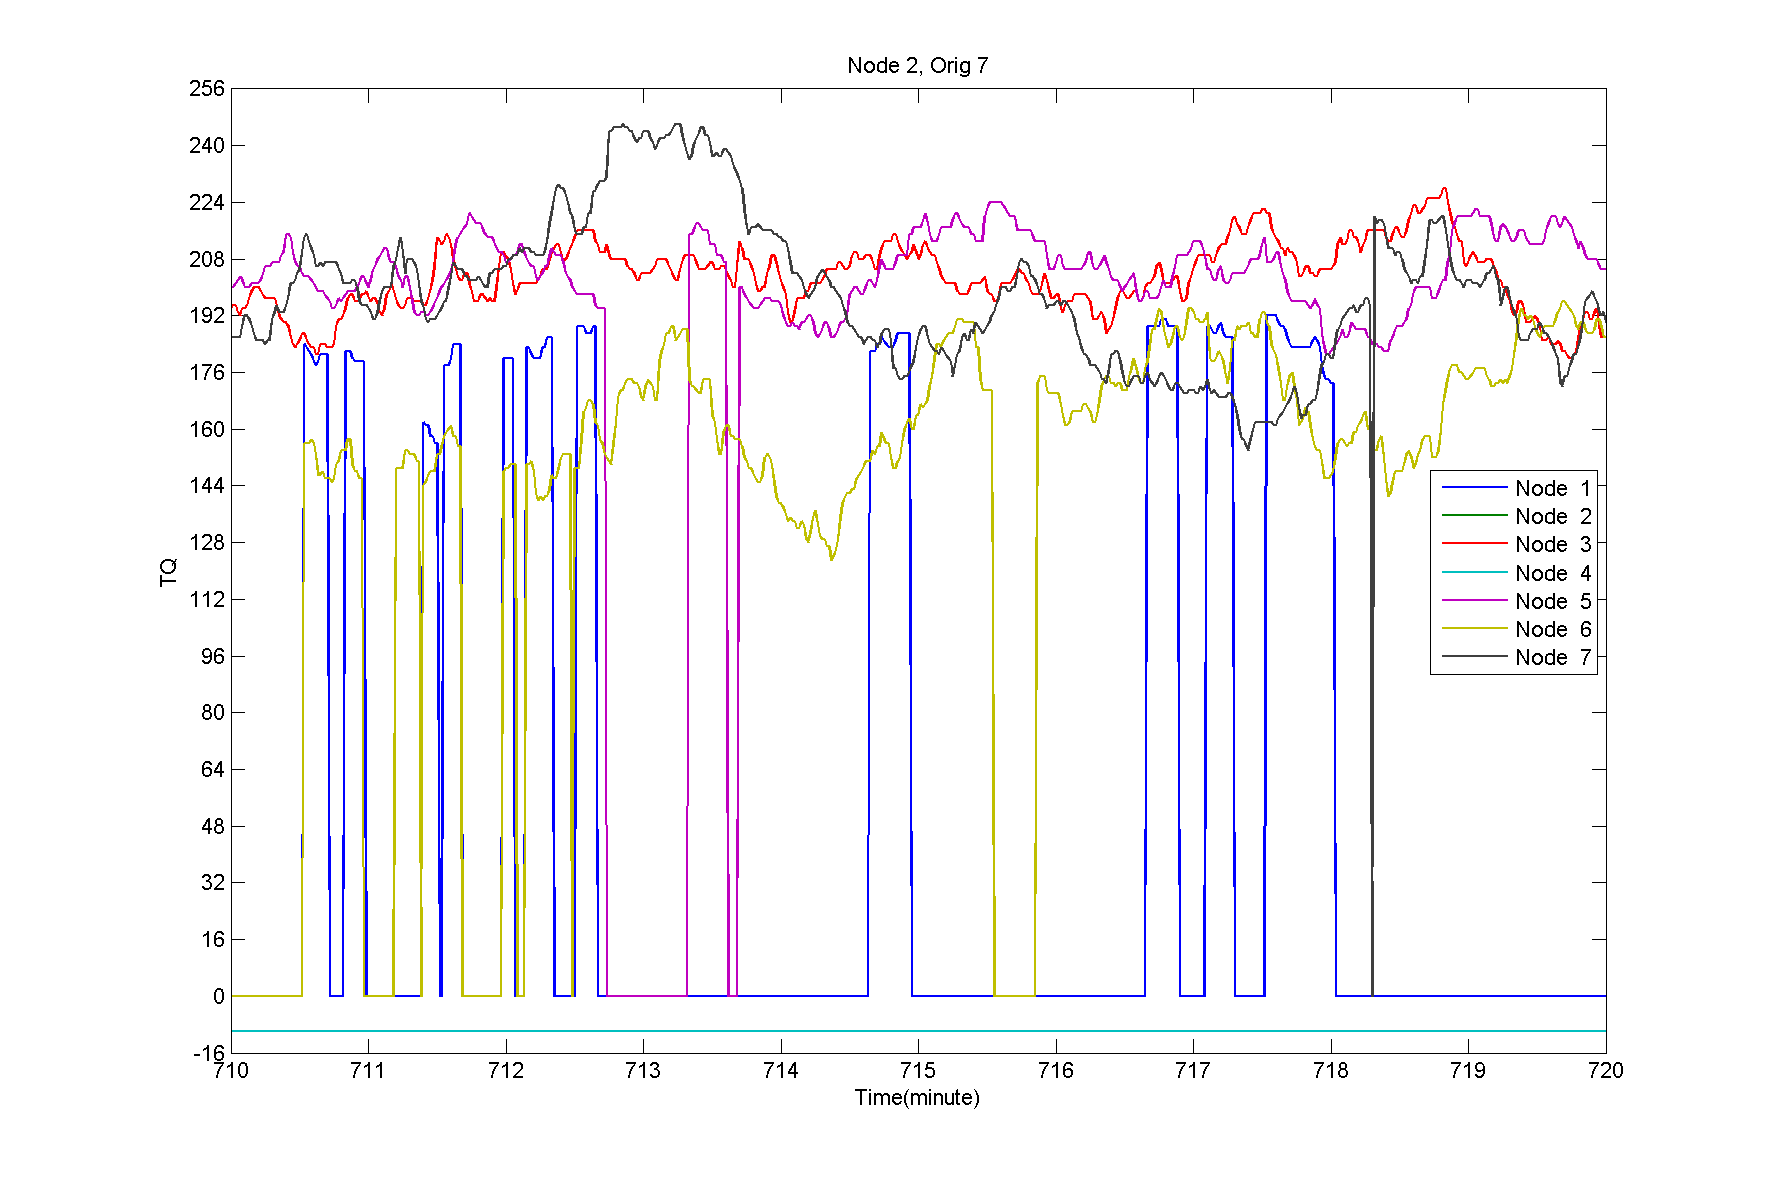 Node 2, Orig 7
256
240
224
208
192
176
160
144
128
112
96
80
64
48
32
16
0
-16
TQ
Node 1
Node 2
Node 3
Node 4
Node 5
Node 6
Node 7
710 711 712 713 714 715 716 717 718 719 720
Time(minute)